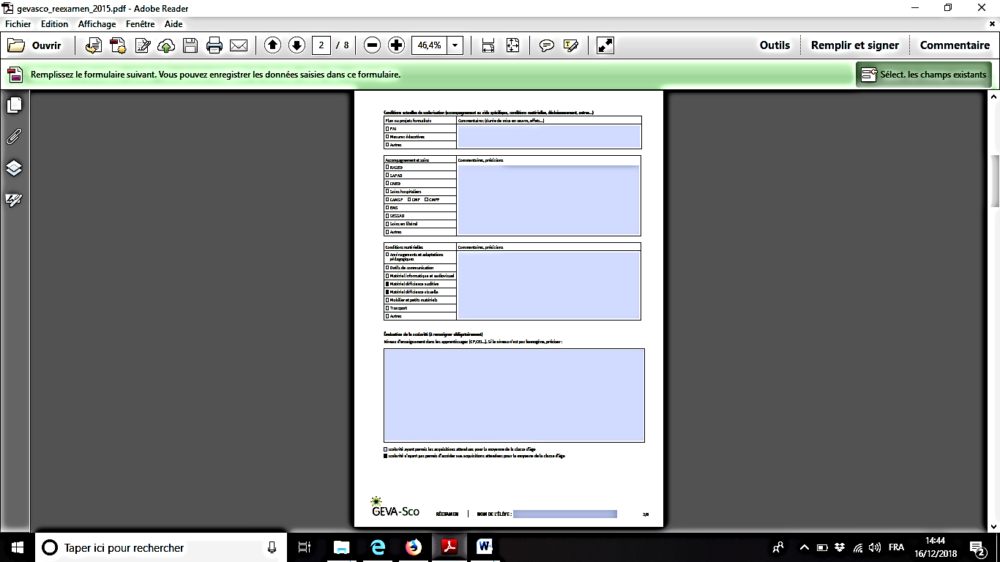 gevasco_reexamen_2015.pdf - Adobe Reader
Fichier Edition Affichage Fenêtre Aide
Ouvrir 2 / 8 46,4% Outils Remplir et signer Commentaire
Remplissez le formulaire suivant. Vous pouvez enregistrer les données saisies dans ce formulaire. Sélect. les champs existants
Conditions actuelles de scolarisation (accompagnement ou aide spécifique, conditions matérielles, dédoublement, autres...)
Plan ou projets formalisés Commentaires (durée de mise en œuvre, effets...)
PAI
Mesures éducatives
Autres
Accompagnement et soins Commentaires, précisions
RASED
SAPAD
CNED
Soins hospitaliers
CAMSP CMP CMPP
EMS
SESSAD
Soins en libéral
Autres
Conditions matérielles Commentaires, précisions
Aménagements et adaptations
pédagogiques
Outils de communication
Matériel informatique et audiovisuel
Matériel déficience auditive
Matériel déficience visuelle
Mobilier et petits matériels
Transport
Autres
Évaluation de la scolarité (à renseigner obligatoirement)
Niveau d'enseignement dans les apprentissages (CP,CE1...). Si le niveau n'est pas homogène, préciser :
scolarité ayant permis les acquisitions attendues pour la moyenne de la classe d'âge
scolarité n'ayant pas permis d'accéder aux acquisitions attendues pour la moyenne de la classe d'âge
GEVA-Sco RÉEXAMEN NOM DE L'ÉLÈVE : 2/8
Taper ici pour rechercher FRA 14:44
16/12/2018 2